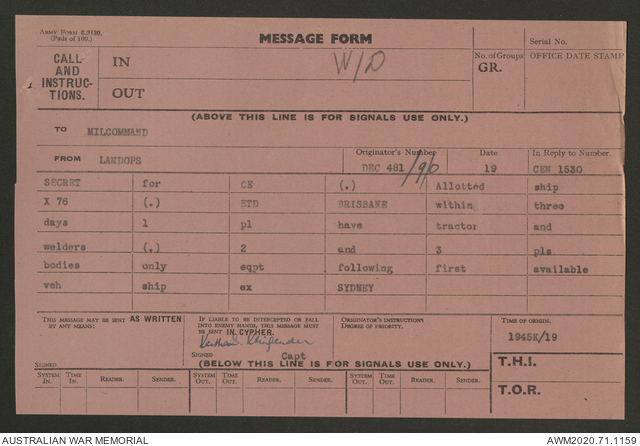 Army Form C.2130.
(Pads of 100.)
MESSAGE FORM
Serial No.
CALL
AND
INSTRUC-
TIONS.
IN
W/D
No. of Groups
GR.
OFFICE DATE STAMP
OUT
(ABOVE THIS LINE IS FOR SIGNALS USE ONLY.)
TO MILCOMMAND
FROM LANDOPS
Originator's Number
DEC 481/9/0
Date
19
In Reply to Number.
CEN 1530
SECRET for CE (.) Allotted ship
X 76 (.) ETD BRISBANE within three
days 1 pl have tractor and
welders (.) 2 and 3 pls
bodies only eqpt following first available
veh ship ex SYDNEY
This message may be sent AS WRITTEN
by any means:
Signed
If liable to be intercepted or fall
into enemy hands, this message must
be sent IN CYPHER.
Signed
Capt
Originator's Instructions
Degree of Priority.
Time of Origin.
1945K/19
(BELOW THIS LINE IS FOR SIGNALS USE ONLY.)
T.H.I.
System In. Time In. Reader. Sender. System Out. Time Out. Reader. Sender. System Out. Time Out. Reader. Sender.
T.O.R.
AUSTRALIAN WAR MEMORIAL
AWM2020.71.1159